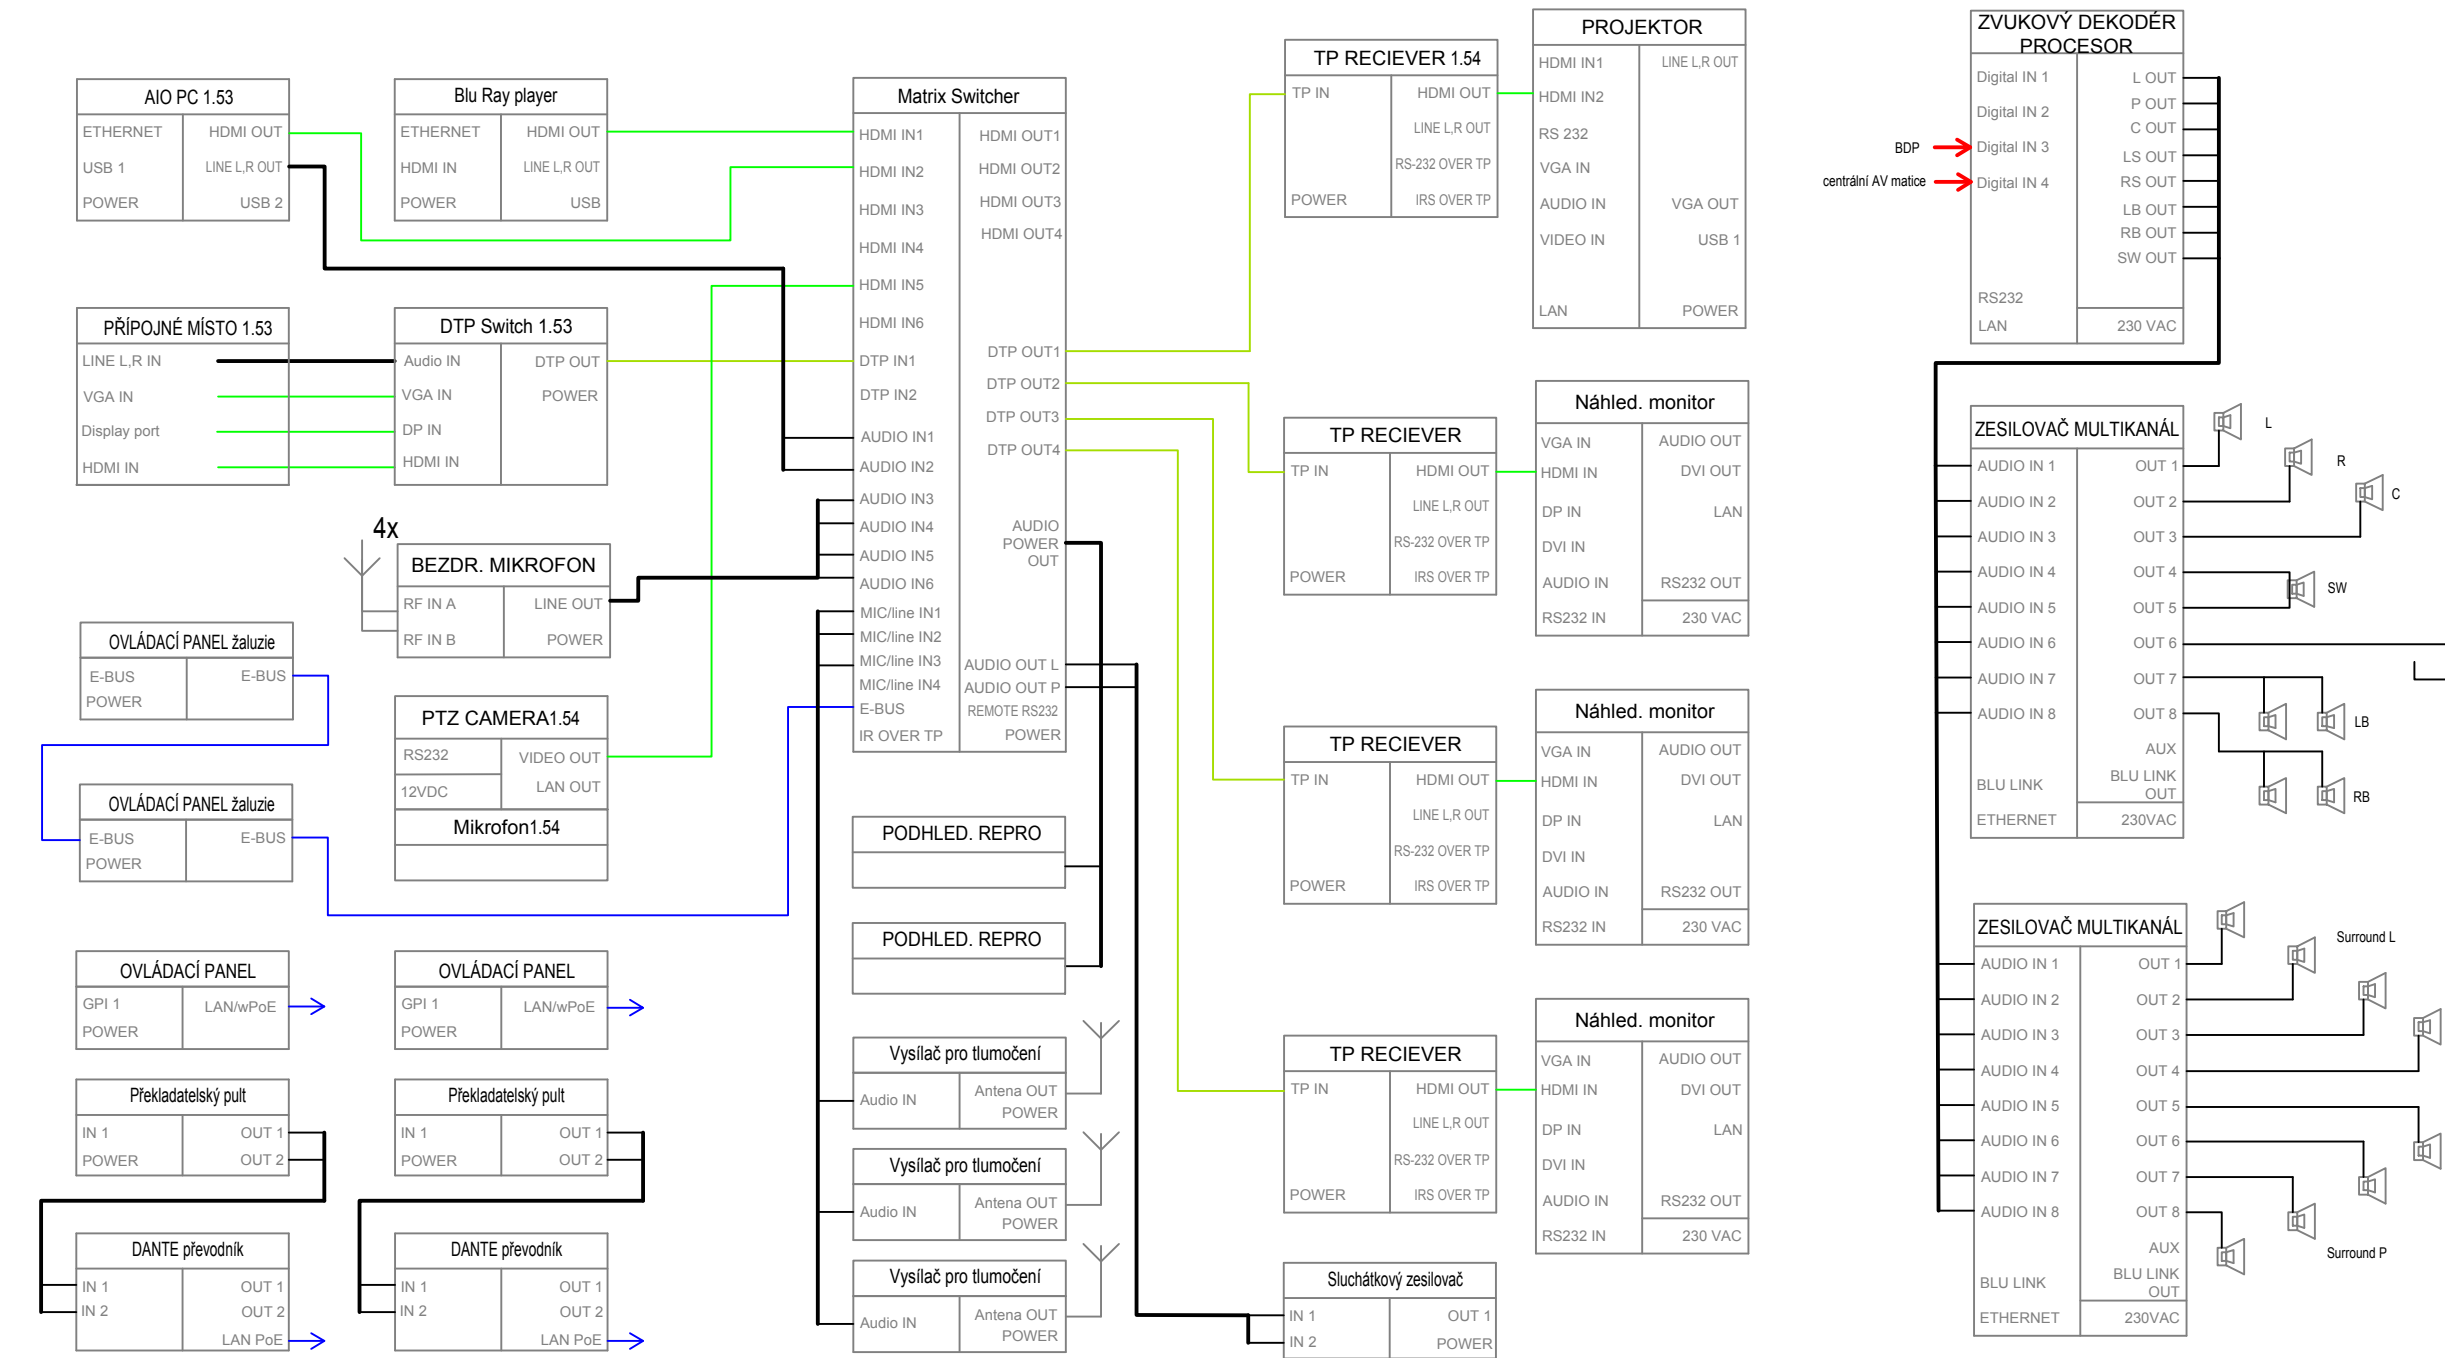 AIO PC 1.53
ETHERNET HDMI OUT
USB 1 LINE L,R OUT
POWER USB 2
Blu Ray player
ETHERNET HDMI OUT
HDMI IN LINE L,R OUT
POWER USB
PŘÍPOJNÉ MÍSTO 1.53
LINE L,R IN
VGA IN
Display port
HDMI IN
DTP Switch 1.53
Audio IN DTP OUT
VGA IN POWER
DP IN
HDMI IN
4x
BEZDR. MIKROFON
RF IN A LINE OUT
RF IN B POWER
OVLÁDACÍ PANEL žaluzie
E-BUS E-BUS
POWER
PTZ CAMERA1.54
RS232 VIDEO OUT
12VDC LAN OUT
Mikrofon1.54
OVLÁDACÍ PANEL žaluzie
E-BUS E-BUS
POWER
OVLÁDACÍ PANEL
GPI 1 LAN/wPoE
POWER
OVLÁDACÍ PANEL
GPI 1 LAN/wPoE
POWER
Překladatelský pult
IN 1 OUT 1
POWER OUT 2
Překladatelský pult
IN 1 OUT 1
POWER OUT 2
DANTE převodník
IN 1 OUT 1
IN 2 OUT 2
LAN PoE
DANTE převodník
IN 1 OUT 1
IN 2 OUT 2
LAN PoE
Matrix Switcher
HDMI IN1 HDMI OUT1
HDMI IN2 HDMI OUT2
HDMI IN3 HDMI OUT3
HDMI IN4 HDMI OUT4
HDMI IN5
HDMI IN6
DTP IN1 DTP OUT1
DTP IN2 DTP OUT2
DTP OUT3
AUDIO IN1 DTP OUT4
AUDIO IN2
AUDIO IN3
AUDIO IN4 AUDIO
POWER
AUDIO IN5 OUT
AUDIO IN6
MIC/line IN1
MIC/line IN2
MIC/line IN3 AUDIO OUT L
MIC/line IN4 AUDIO OUT P
E-BUS REMOTE RS232
IR OVER TP POWER
PODHLED. REPRO
PODHLED. REPRO
Vysílač pro tlumočení
Audio IN Antena OUT
POWER
Vysílač pro tlumočení
Audio IN Antena OUT
POWER
Vysílač pro tlumočení
Audio IN Antena OUT
POWER
TP RECIEVER 1.54
TP IN HDMI OUT
LINE L,R OUT
RS-232 OVER TP
POWER IRS OVER TP
PROJEKTOR
HDMI IN1 LINE L,R OUT
HDMI IN2
RS 232
VGA IN
AUDIO IN VGA OUT
VIDEO IN USB 1
LAN POWER
TP RECIEVER
TP IN HDMI OUT
LINE L,R OUT
RS-232 OVER TP
POWER IRS OVER TP
Náhled. monitor
VGA IN AUDIO OUT
HDMI IN DVI OUT
DP IN LAN
DVI IN
AUDIO IN RS232 OUT
RS232 IN 230 VAC
TP RECIEVER
TP IN HDMI OUT
LINE L,R OUT
RS-232 OVER TP
POWER IRS OVER TP
Náhled. monitor
VGA IN AUDIO OUT
HDMI IN DVI OUT
DP IN LAN
DVI IN
AUDIO IN RS232 OUT
RS232 IN 230 VAC
TP RECIEVER
TP IN HDMI OUT
LINE L,R OUT
RS-232 OVER TP
POWER IRS OVER TP
Náhled. monitor
VGA IN AUDIO OUT
HDMI IN DVI OUT
DP IN LAN
DVI IN
AUDIO IN RS232 OUT
RS232 IN 230 VAC
Sluchátkový zesilovač
IN 1 OUT 1
IN 2 POWER
ZVUKOVÝ DEKODÉR
PROCESOR
Digital IN 1 L OUT
P OUT
Digital IN 2 C OUT
BDP Digital IN 3 LS OUT
centrální AV matice Digital IN 4 RS OUT
LB OUT
RB OUT
SW OUT
RS232
LAN 230 VAC
ZESILOVAČ MULTIKANÁL
AUDIO IN 1 OUT 1
AUDIO IN 2 OUT 2
AUDIO IN 3 OUT 3
AUDIO IN 4 OUT 4
AUDIO IN 5 OUT 5
AUDIO IN 6 OUT 6
AUDIO IN 7 OUT 7
AUDIO IN 8 OUT 8
AUX
BLU LINK BLU LINK
OUT
ETHERNET 230VAC
L
R
C
SW
LB
RB
ZESILOVAČ MULTIKANÁL
AUDIO IN 1 OUT 1
AUDIO IN 2 OUT 2
AUDIO IN 3 OUT 3
AUDIO IN 4 OUT 4
AUDIO IN 5 OUT 5
AUDIO IN 6 OUT 6
AUDIO IN 7 OUT 7
AUDIO IN 8 OUT 8
AUX
BLU LINK BLU LINK
OUT
ETHERNET 230VAC
Surround L
Surround P